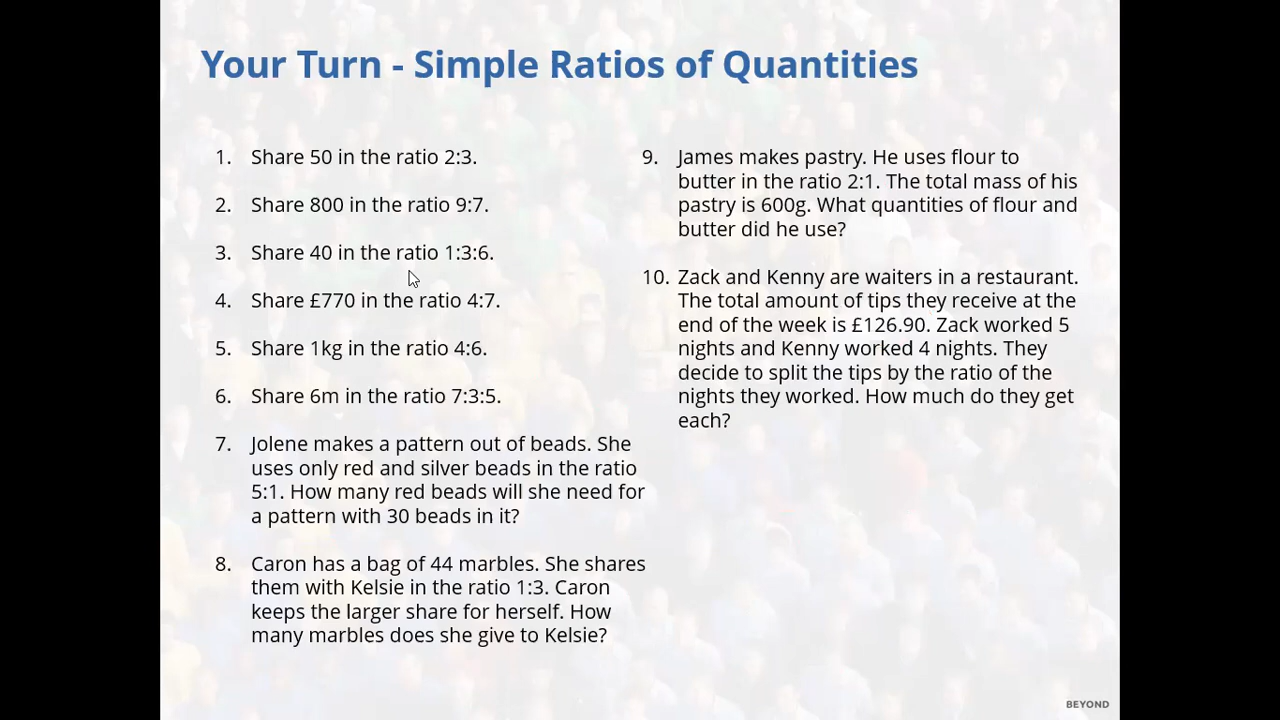 Your Turn - Simple Ratios of Quantities
1. Share 50 in the ratio 2:3.
2. Share 800 in the ratio 9:7.
3. Share 40 in the ratio 1:3:6.
4. Share £770 in the ratio 4:7.
5. Share 1kg in the ratio 4:6.
6. Share 6m in the ratio 7:3:5.
7. Jolene makes a pattern out of beads. She
uses only red and silver beads in the ratio
5:1. How many red beads will she need for
a pattern with 30 beads in it?
8. Caron has a bag of 44 marbles. She shares
them with Kelsie in the ratio 1:3. Caron
keeps the larger share for herself. How
many marbles does she give to Kelsie?
9. James makes pastry. He uses flour to
butter in the ratio 2:1. The total mass of his
pastry is 600g. What quantities of flour and
butter did he use?
10. Zack and Kenny are waiters in a restaurant.
The total amount of tips they receive at the
end of the week is £126.90. Zack worked 5
nights and Kenny worked 4 nights. They
decide to split the tips by the ratio of the
nights they worked. How much do they get
each?
BEYOND